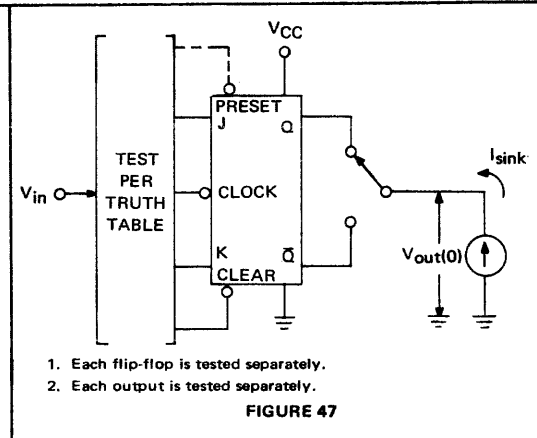 VCC
PRESET
J Q
TEST
PER
TRUTH
TABLE
Vin
CLOCK
Isink
Vout(0)
K Q̅
CLEAR
1. Each flip-flop is tested separately.
2. Each output is tested separately.
FIGURE 47